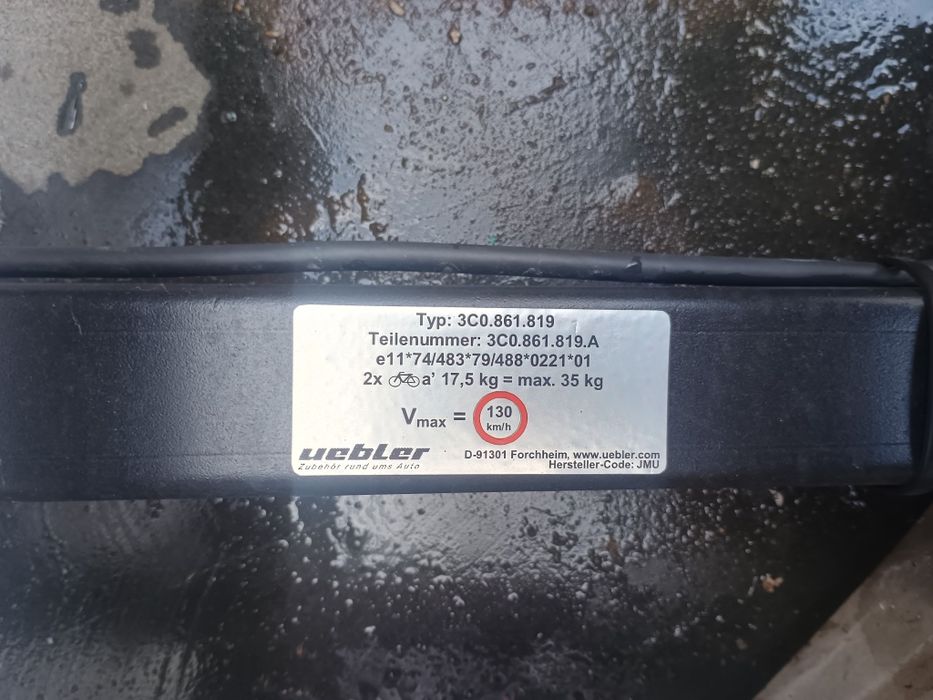 Typ: 3C0.861.819
Teilenummer: 3C0.861.819.A
e11*74/483*79/488*0221*01
2x a' 17,5 kg = max. 35 kg
Vmax = 130 km/h
uebler
Zubehör rund ums Auto
D-91301 Forchheim, www.uebler.com
Hersteller-Code: JMU